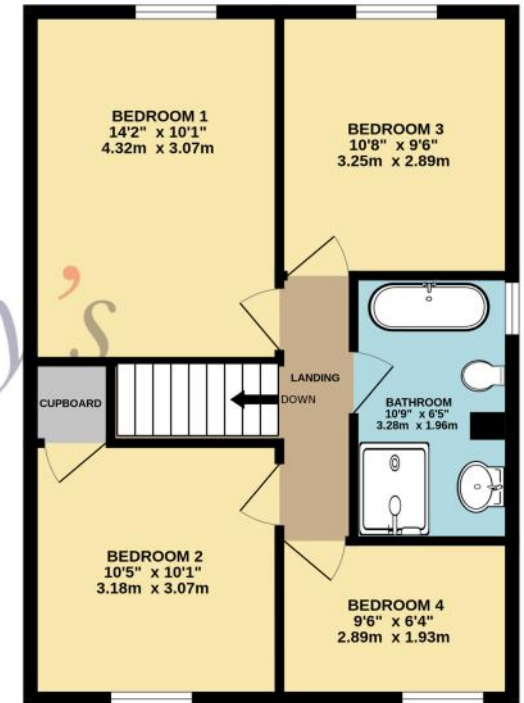 BEDROOM 1
14'2" x 10'1"
4.32m x 3.07m
BEDROOM 3
10'8" x 9'6"
3.25m x 2.89m
y's
LANDING
CUPBOARD
DOWN
BATHROOM
10'9" x 6'5"
3.28m x 1.96m
BEDROOM 2
10'5" x 10'1"
3.18m x 3.07m
BEDROOM 4
9'6" x 6'4"
2.89m x 1.93m